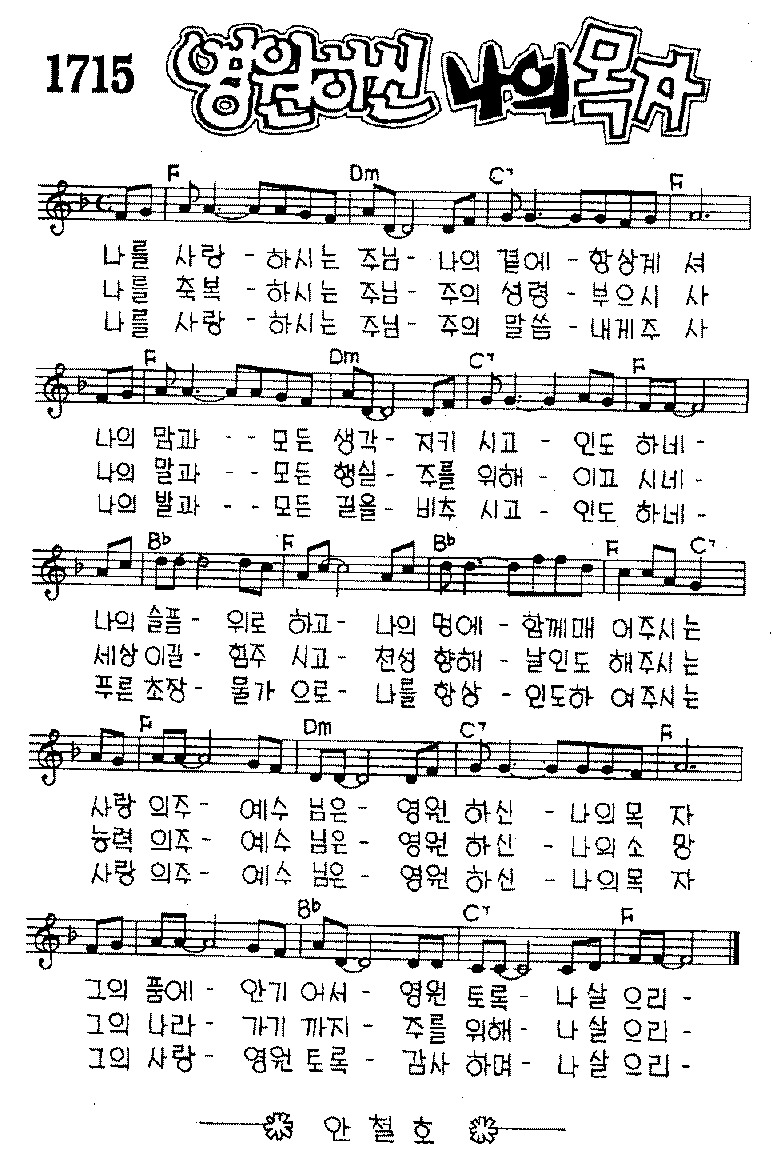 1715 영원하신 나의 목자
F Dm C7 F
나를 사랑 - 하시는 주님 - 나의 곁에 - 항상계 셔
나를 축복 - 하시는 주님 - 주의 성령 - 부으시 사
나를 사랑 - 하시는 주님 - 주의 말씀 - 내게주 사
F Dm C7 F
나의 맘과 - - 모든 생각 - 지키 시고 - 인도 하네 -
나의 말과 - - 모든 행실 - 주를 위해 - 이끄 시네 -
나의 발과 - - 모든 길을 - 비추 시고 - 인도 하네 -
Bb F Bb F C7
나의 슬픔 - 위로 하고 - 나의 멍에 - 함께매 어주시는
세상이길 - 힘주 시고 - 천성 향해 - 날인도 해주시는
푸른초장 - 물가 으로 - 나를 항상 - 인도하 여주시는
F Dm C7 F
사랑 의주 - 예수 님은 - 영원 하신 - 나의목 자
능력 의주 - 예수 님은 - 영원 하신 - 나의소 망
사랑 의주 - 예수 님은 - 영원 하신 - 나의목 자
Bb C7 F
그의 품에 - 안기 어서 - 영원 토록 - 나 살 으리 -
그의 나라 - 가기 까지 - 주를 위해 - 나 살 으리 -
그의 사랑 - 영원 토록 - 감사 하며 - 나 살 으리 -
안 철 호